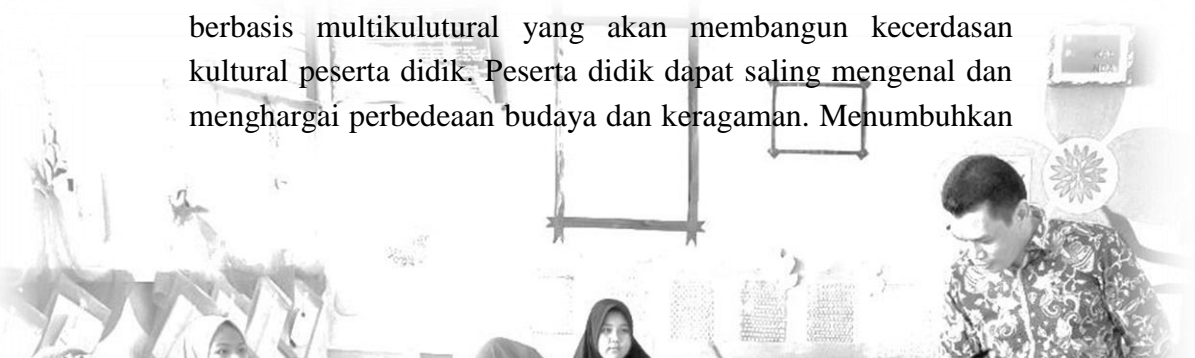 berbasis multikulutural yang akan membangun kecerdasan
kultural peserta didik. Peserta didik dapat saling mengenal dan
menghargai perbedeaan budaya dan keragaman. Menumbuhkan